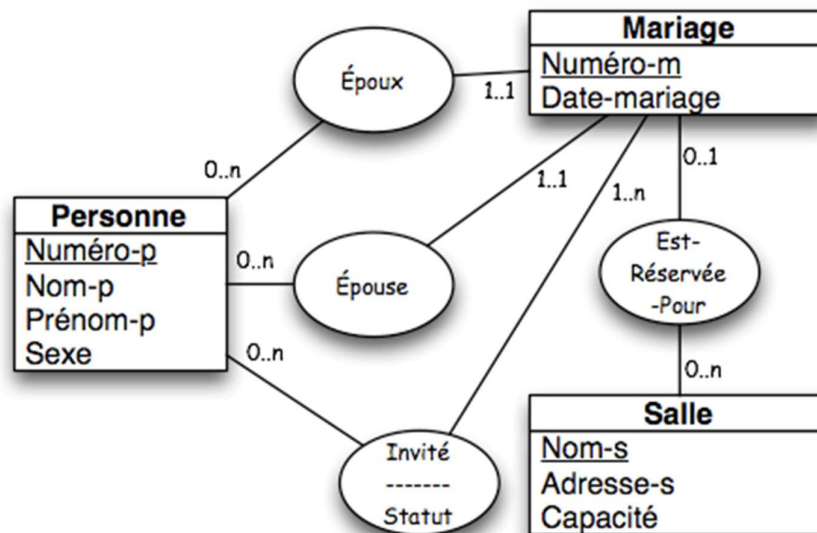 Mariage
Numéro-m
Date-mariage
Époux
1..1
0..n
1..1
1..n
0..1
Personne
Numéro-p
Nom-p
Prénom-p
Sexe
0..n
Épouse
Est-
Réservée
-Pour
0..n
0..n
Salle
Nom-s
Adresse-s
Capacité
Invité
-------
Statut